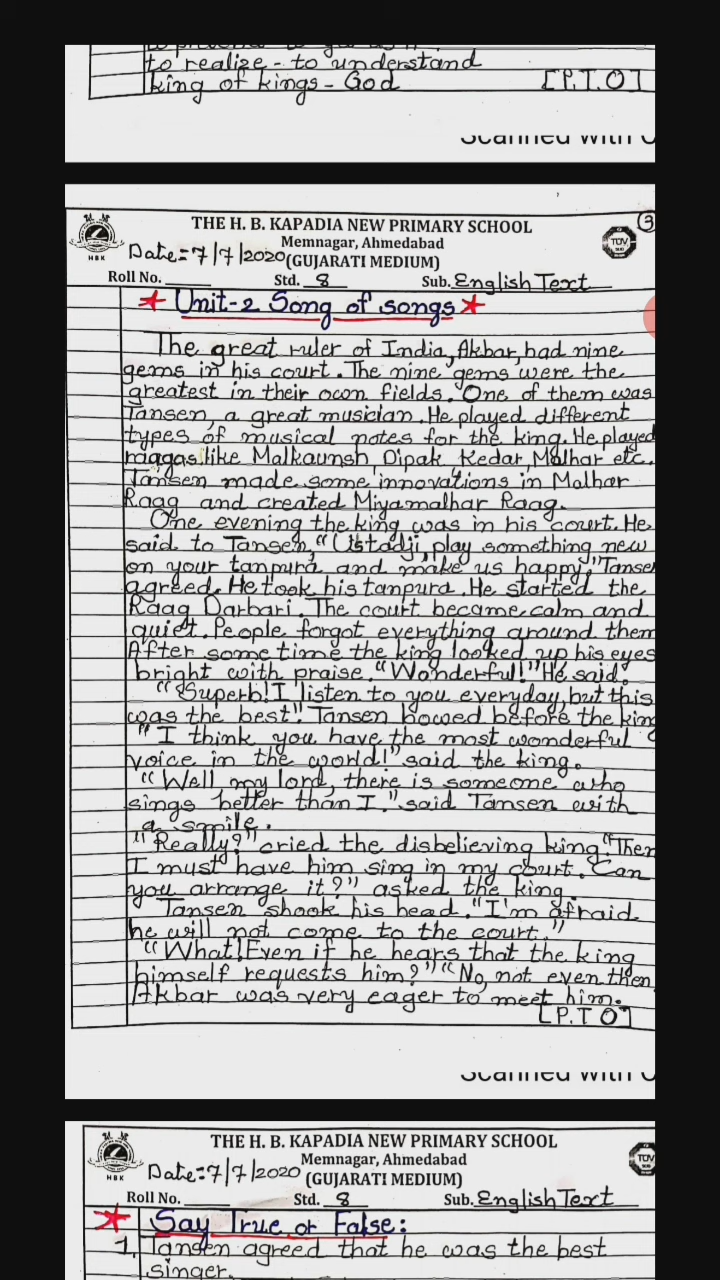 to realize - to understand
king of kings - God [P.T.O]
Scanned with C
3
THE H. B. KAPADIA NEW PRIMARY SCHOOL
Memnagar, Ahmedabad
Date:-7/7/2020 (GUJARATI MEDIUM)
HBK
TUV
Roll No. Std. 8 Sub. English Text
★ Unit-2 Song of songs ★
The great ruler of India, Akbar, had nine
gems in his court. The nine gems were the
greatest in their own fields. One of them was
Tansen, a great musician. He played different
types of musical notes for the king. He played
raagas like Malkaunsh, Dipak, Kedar, Malhar etc.
Tansen made some innovations in Malhar
Raag and created Miyamalhar Raag.
One evening the king was in his court. He
said to Tansen, "Ustadji, play something new
on your tanpura and make us happy." Tansen
agreed. He took his tanpura. He started the
Raag Darbari. The court became calm and
quiet. People forgot everything around them
After some time the king looked up his eyes
bright with praise. "Wonderful!" He said.
"Superb! I listen to you everyday, but this
was the best". Tansen bowed before the king
"I think you have the most wonderful
voice in the world!" said the king.
"Well my lord, there is someone who
sings better than I." said Tansen with
a smile.
"Really?" cried the disbelieving king. "Then
I must have him sing in my court. Can
you arrange it?" asked the king.
Tansen shook his head. "I'm afraid
he will not come to the court."
"What! Even if he hears that the king
himself requests him?" "No, not even then
Akbar was very eager to meet him.
[P.T O]
Scanned with C
THE H. B. KAPADIA NEW PRIMARY SCHOOL
Memnagar, Ahmedabad
Date:-7/7/2020 (GUJARATI MEDIUM)
HBK
TUV
Roll No. Std. 8 Sub. English Text
★ Say True or False:
1. Tansen agreed that he was the best
singer.